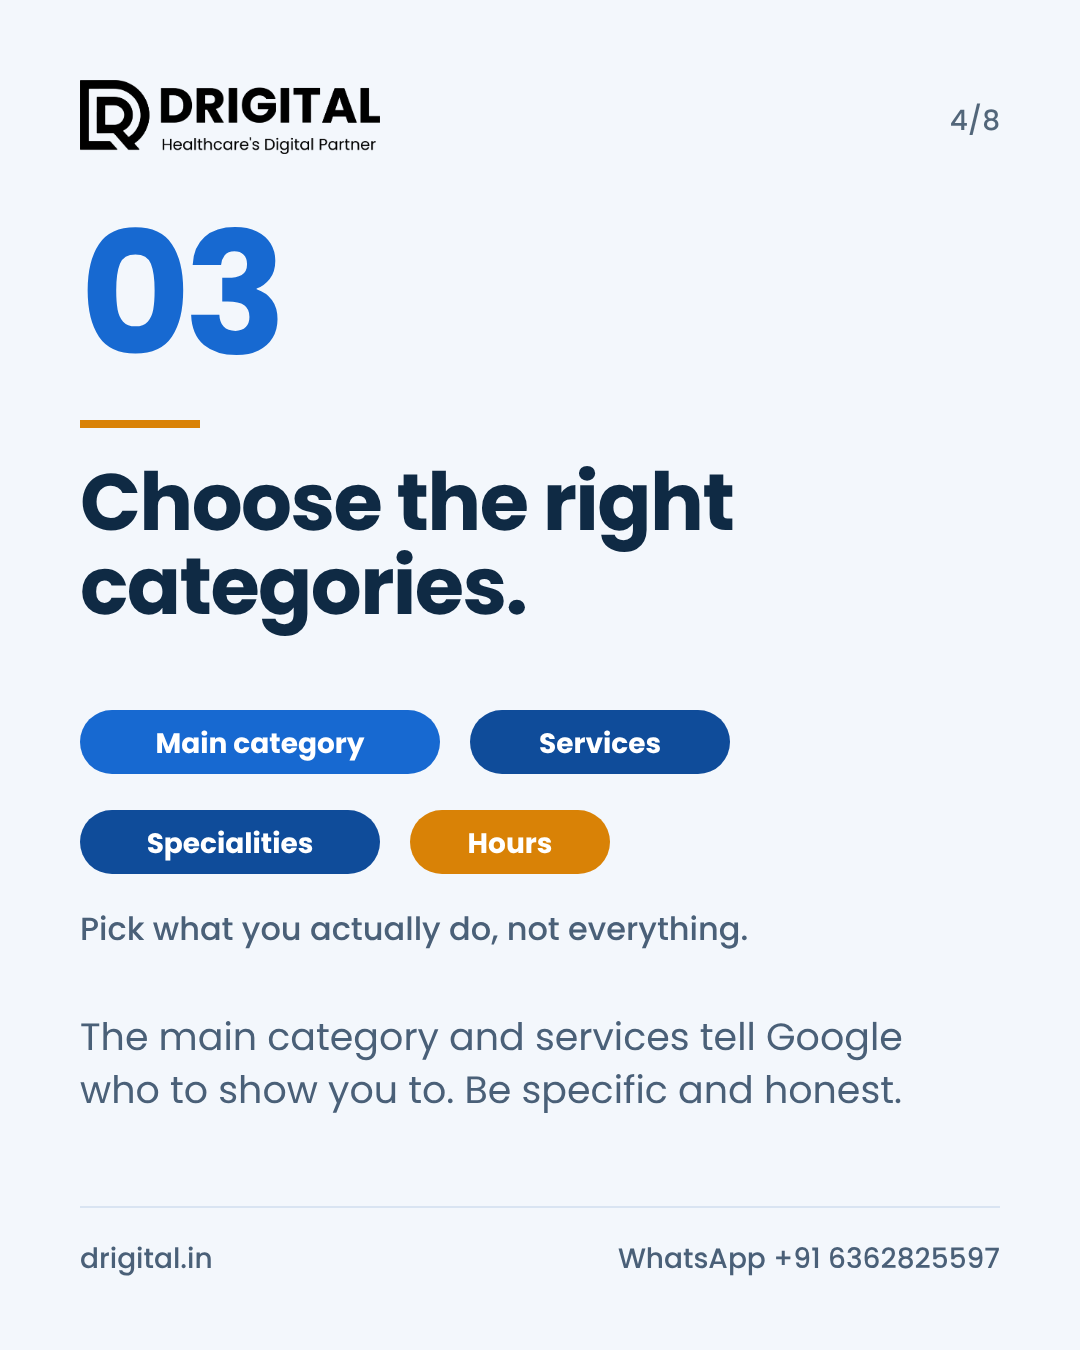 DRIGITAL
Healthcare's Digital Partner
4/8
03
Choose the right
categories.
Main category
Services
Specialities
Hours
Pick what you actually do, not everything.
The main category and services tell Google
who to show you to. Be specific and honest.
drigital.in
WhatsApp +91 6362825597